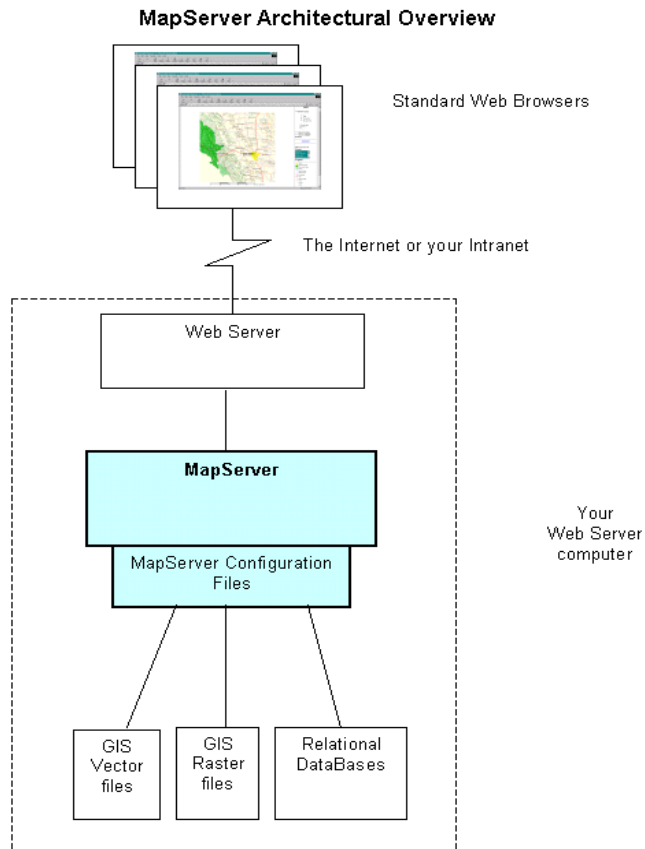 MapServer Architectural Overview
Standard Web Browsers
The Internet or your Intranet
Web Server
MapServer
MapServer Configuration
Files
Your
Web Server
computer
GIS
Vector
files
GIS
Raster
files
Relational
DataBases